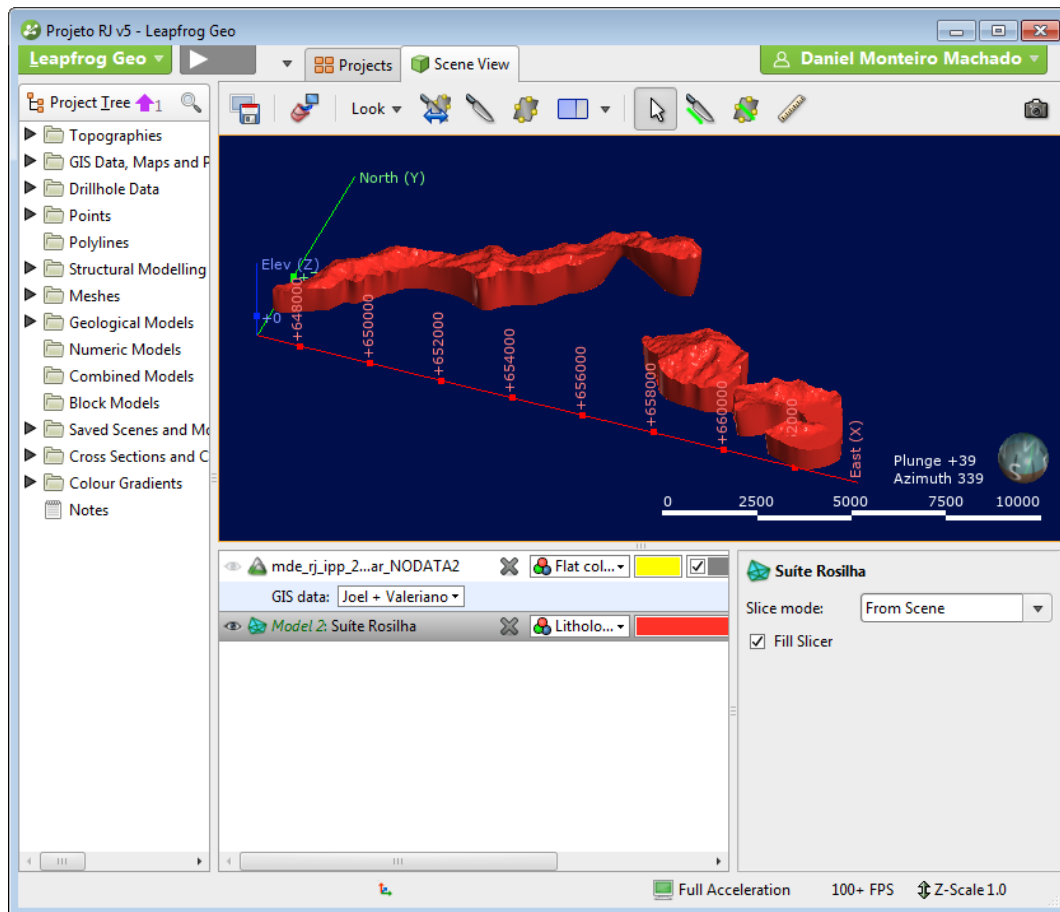 Projeto RJ v5 - Leapfrog Geo
Leapfrog Geo
Projects
Scene View
Daniel Monteiro Machado
Project Tree 1
Look
Topographies
GIS Data, Maps and P
Drillhole Data
Points
Polylines
Structural Modelling
Meshes
Geological Models
Numeric Models
Combined Models
Block Models
Saved Scenes and Mo
Cross Sections and C
Colour Gradients
Notes
North (Y)
Elev (Z)
+0
+648000
+650000
+652000
+654000
+656000
+658000
+660000
2000
East (X)
Plunge +39
Azimuth 339
0 2500 5000 7500 10000
mde_rj_ipp_2...ar_NODATA2 Flat col...
GIS data: Joel + Valeriano
Model 2: Suíte Rosilha Litholo...
Suíte Rosilha
Slice mode: From Scene
Fill Slicer
Full Acceleration 100+ FPS Z-Scale 1.0